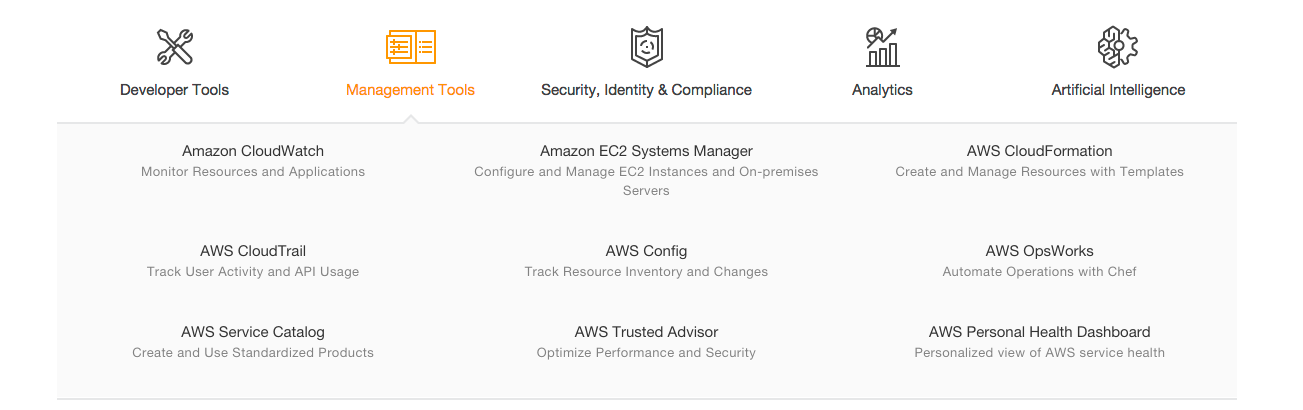 Developer Tools
Management Tools
Security, Identity & Compliance
Analytics
Artificial Intelligence
Amazon CloudWatch
Monitor Resources and Applications
Amazon EC2 Systems Manager
Configure and Manage EC2 Instances and On-premises
Servers
AWS CloudFormation
Create and Manage Resources with Templates
AWS CloudTrail
Track User Activity and API Usage
AWS Config
Track Resource Inventory and Changes
AWS OpsWorks
Automate Operations with Chef
AWS Service Catalog
Create and Use Standardized Products
AWS Trusted Advisor
Optimize Performance and Security
AWS Personal Health Dashboard
Personalized view of AWS service health